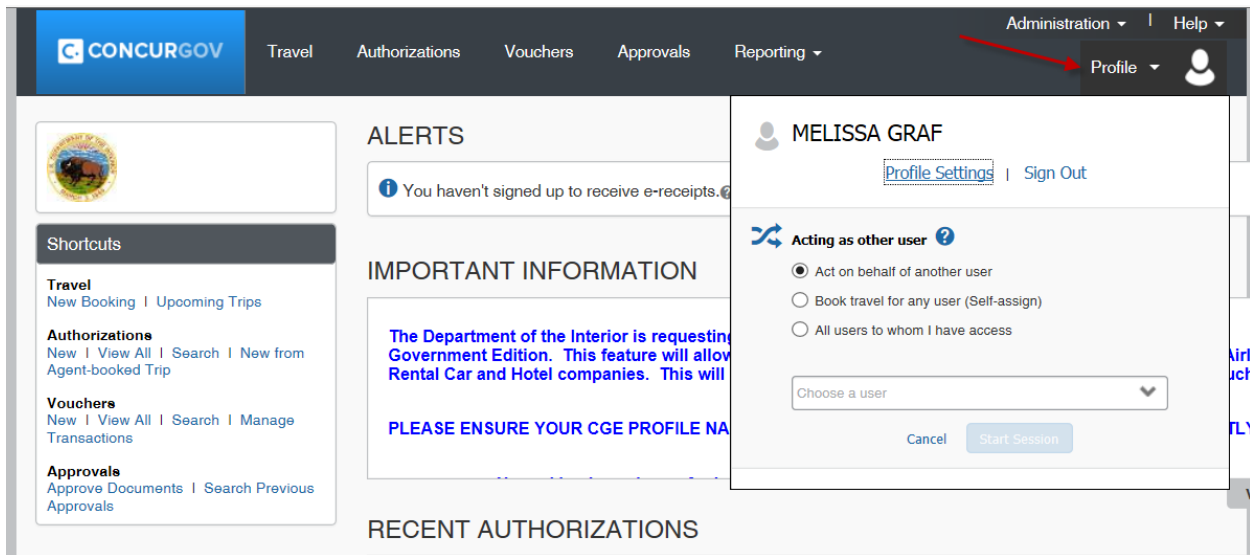 Administration | Help
C. CONCURGOV Travel Authorizations Vouchers Approvals Reporting
Profile
MELISSA GRAF
Profile Settings | Sign Out
Acting as other user ?
Act on behalf of another user
Book travel for any user (Self-assign)
All users to whom I have access
Choose a user
Cancel Start Session
Shortcuts
Travel
New Booking | Upcoming Trips
Authorizations
New | View All | Search | New from
Agent-booked Trip
Vouchers
New | View All | Search | Manage
Transactions
Approvals
Approve Documents | Search Previous
Approvals
ALERTS
You haven't signed up to receive e-receipts.
IMPORTANT INFORMATION
The Department of the Interior is requesting
Government Edition. This feature will allow
Rental Car and Hotel companies. This will
PLEASE ENSURE YOUR CGE PROFILE NA
RECENT AUTHORIZATIONS